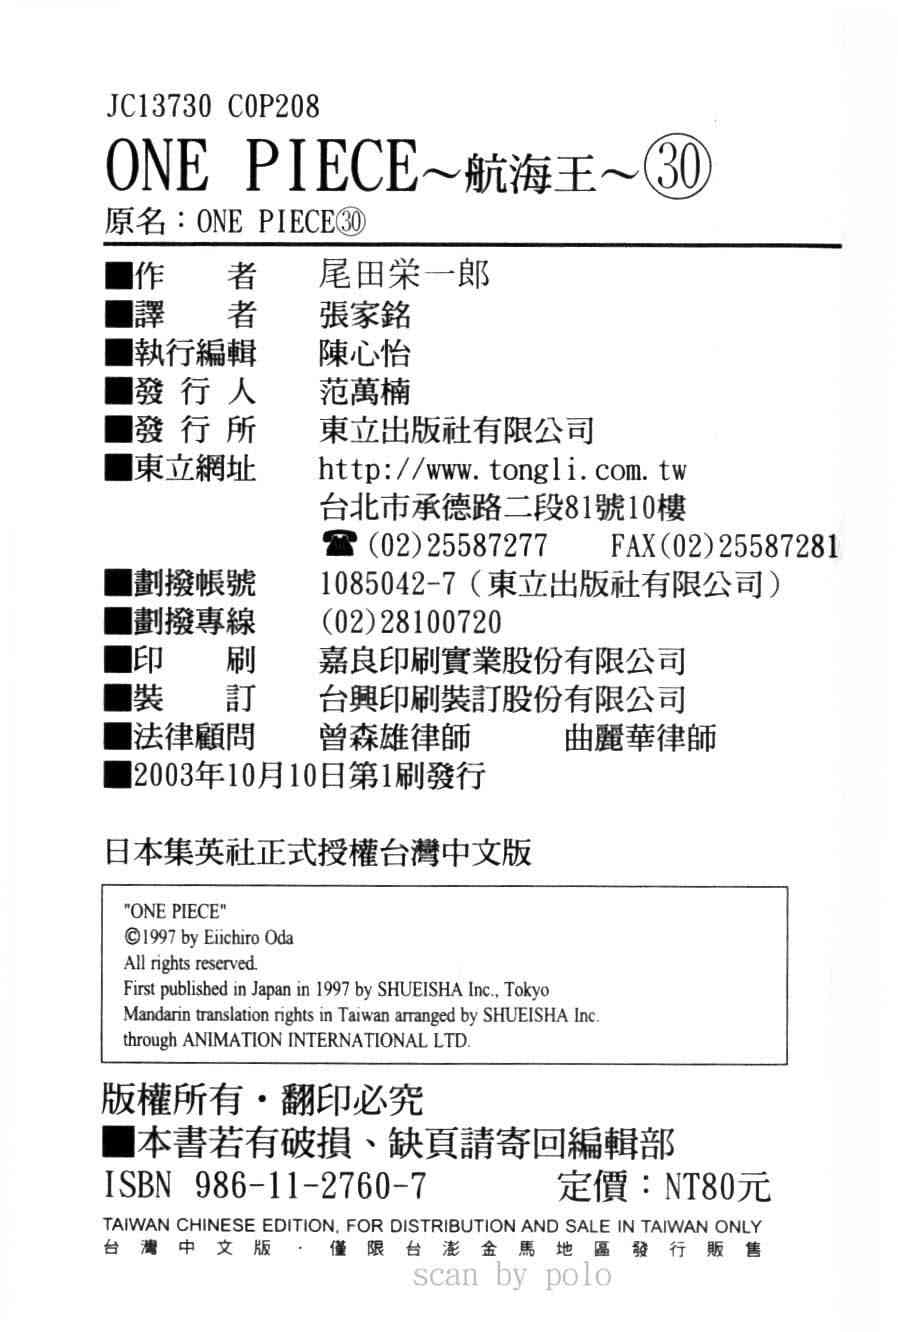 JC13730 COP208
ONE PIECE～航海王～㉚
原名：ONE PIECE㉚
■作者 尾田栄一郎
■譯者 張家銘
■執行編輯 陳心怡
■發行人 范萬楠
■發行所 東立出版社有限公司
■東立網址 http://www.tongli.com.tw
台北市承德路二段81號10樓
☎(02)25587277 FAX(02)25587281
■劃撥帳號 1085042-7（東立出版社有限公司）
■劃撥專線 (02)28100720
■印刷 嘉良印刷實業股份有限公司
■裝訂 台興印刷裝訂股份有限公司
■法律顧問 曾森雄律師 曲麗華律師
■2003年10月10日第1刷發行
日本集英社正式授權台灣中文版
"ONE PIECE"
©1997 by Eiichiro Oda
All rights reserved.
First published in Japan in 1997 by SHUEISHA Inc., Tokyo
Mandarin translation rights in Taiwan arranged by SHUEISHA Inc.
through ANIMATION INTERNATIONAL LTD.
版權所有・翻印必究
■本書若有破損、缺頁請寄回編輯部
ISBN 986-11-2760-7 定價：NT80元
TAIWAN CHINESE EDITION, FOR DISTRIBUTION AND SALE IN TAIWAN ONLY
台灣中文版・僅限台澎金馬地區發行販售
scan by polo